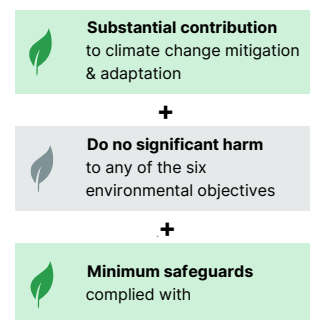 Substantial contribution
to climate change mitigation
& adaptation
+
Do no significant harm
to any of the six
environmental objectives
+
Minimum safeguards
complied with